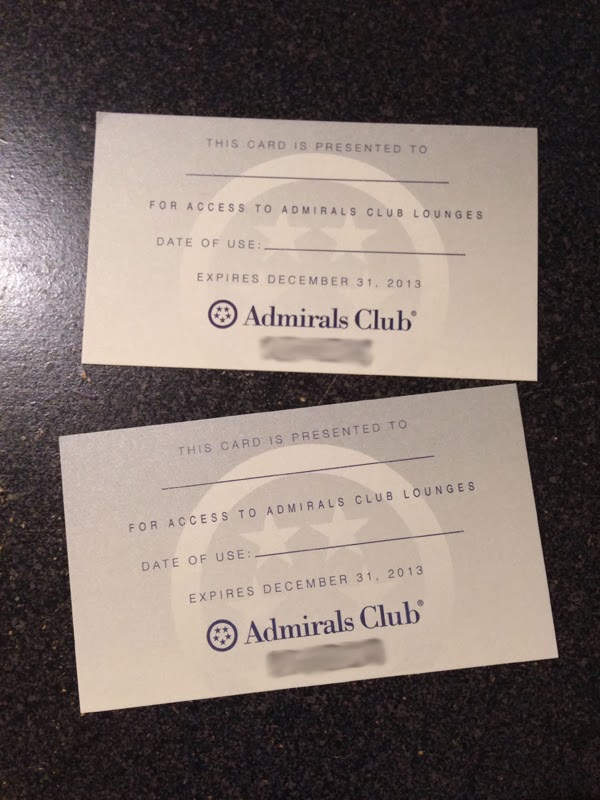 THIS CARD IS PRESENTED TO
FOR ACCESS TO ADMIRALS CLUB LOUNGES
DATE OF USE:
EXPIRES DECEMBER 31, 2013
Admirals Club®
THIS CARD IS PRESENTED TO
FOR ACCESS TO ADMIRALS CLUB LOUNGES
DATE OF USE:
EXPIRES DECEMBER 31, 2013
Admirals Club®